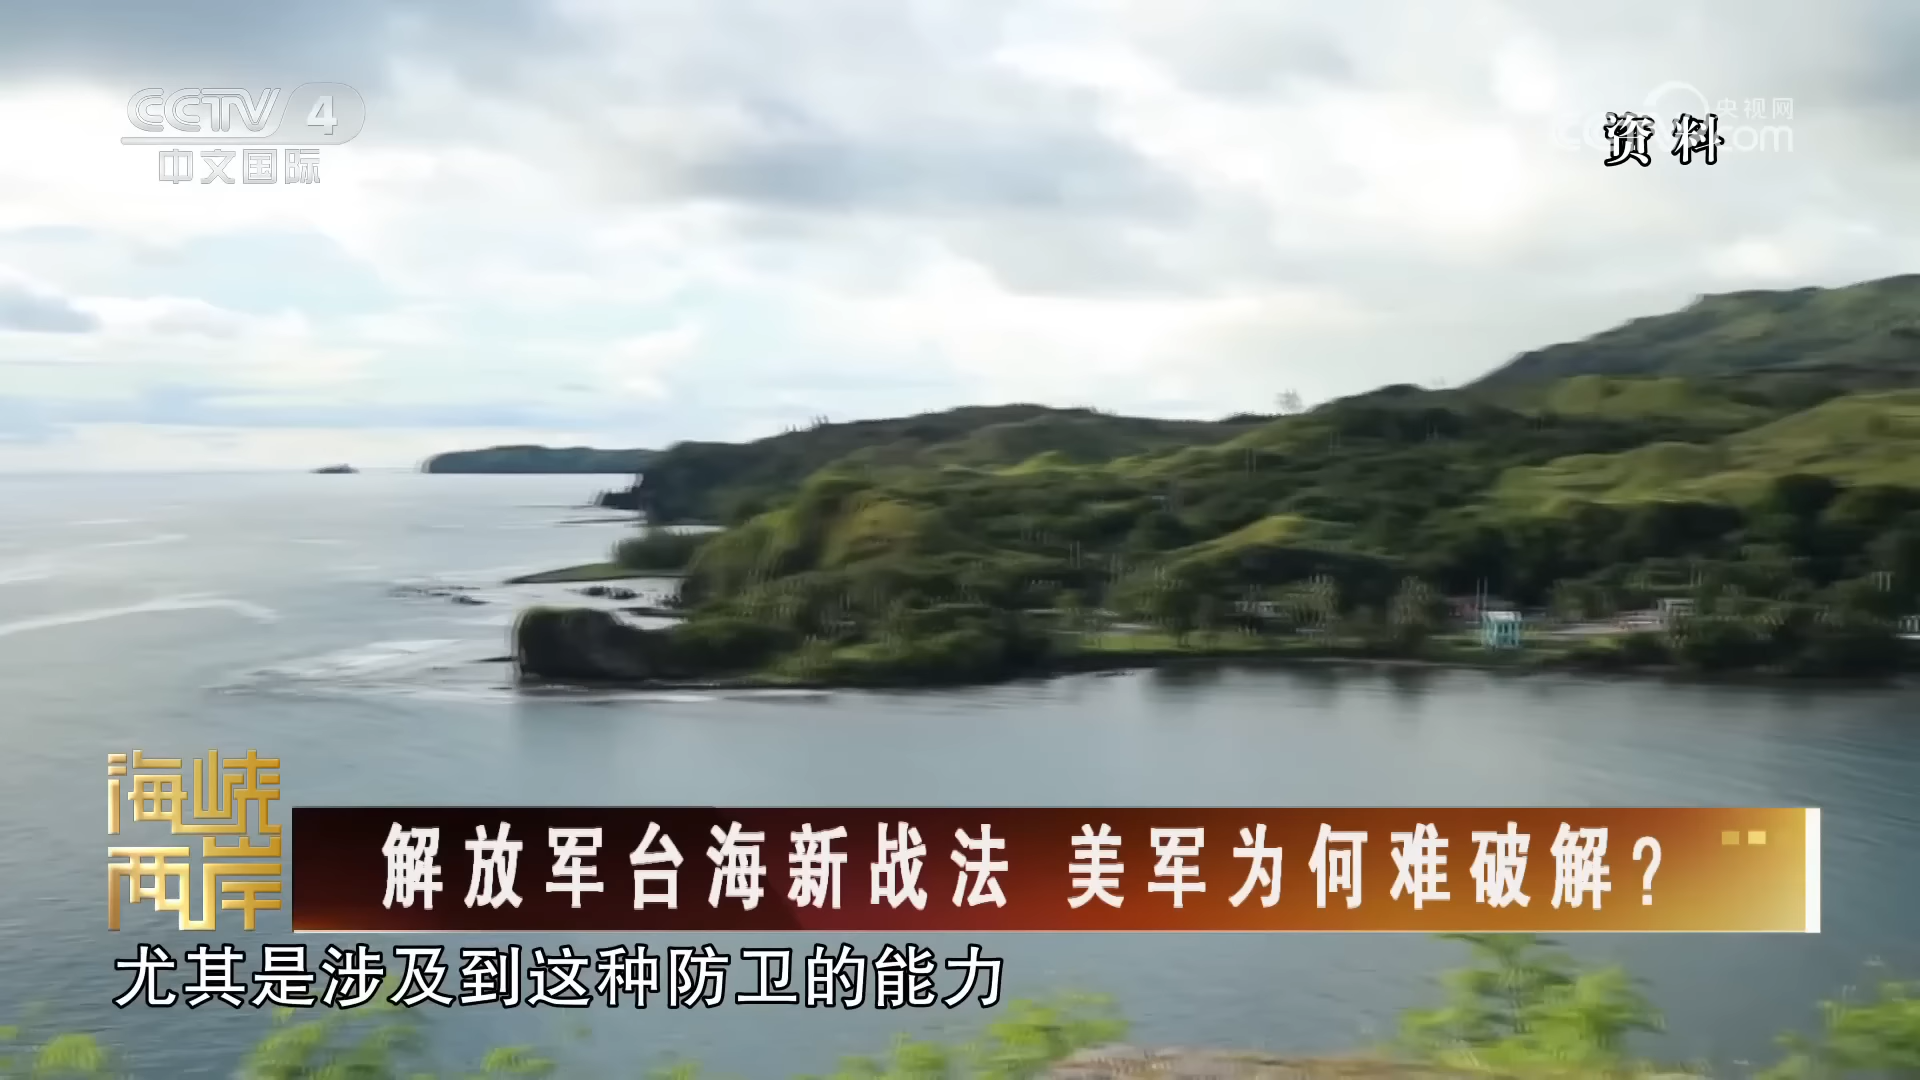 CCTV 4
中文国际
央视网
CCTV.com
资料
海峡
两岸
解放军台海新战法 美军为何难破解?
尤其是涉及到这种防卫的能力